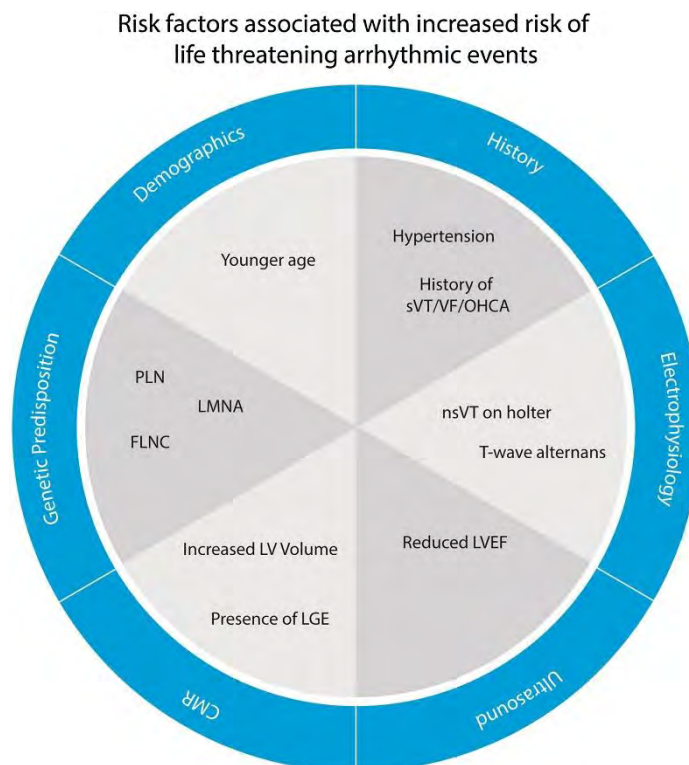 Risk factors associated with increased risk of
life threatening arrhythmic events
Demographics
History
Hypertension
Younger age
History of
sVT/VF/OHCA
Genetic Predisposition
Electrophysiology
PLN
LMNA
nsVT on holter
FLNC
T-wave alternans
Increased LV Volume
Reduced LVEF
Presence of LGE
CMR
Ultrasound